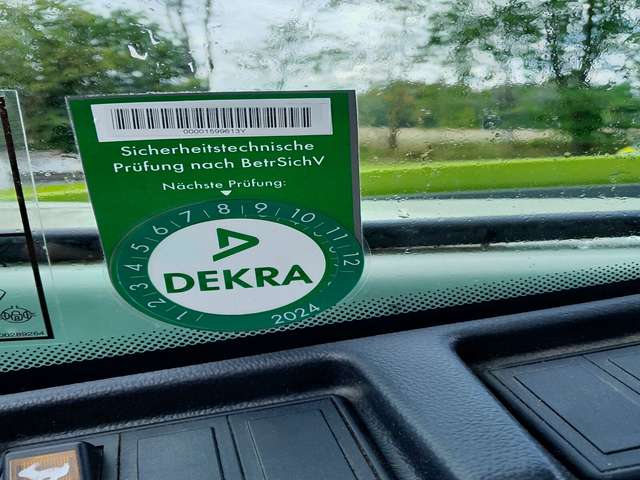 00001599613Y
Sicherheitstechnische
Prüfung nach BetrSichV
Nächste Prüfung:
1 2 3 4 5 6 7 8 9 10 11 12
DEKRA
2024
00289264